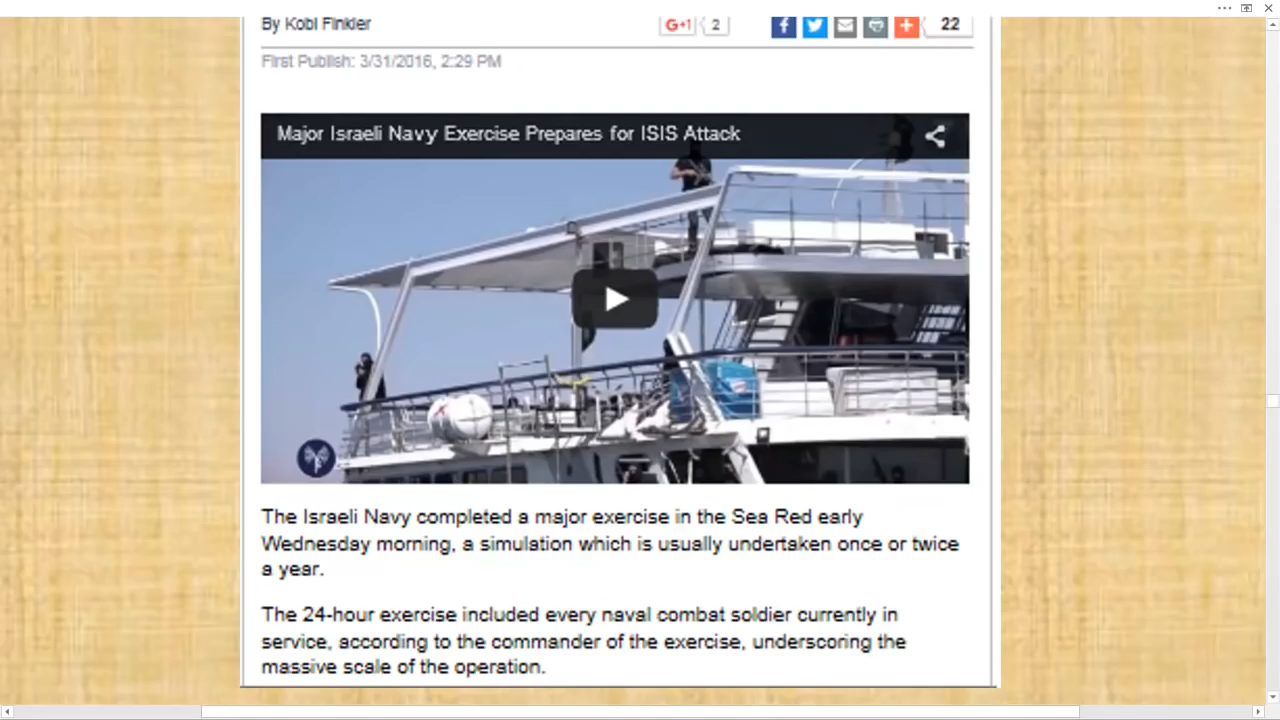 By Kobi Finkler
G+1 2
22
First Publish: 3/31/2016, 2:29 PM
Major Israeli Navy Exercise Prepares for ISIS Attack
The Israeli Navy completed a major exercise in the Sea Red early
Wednesday morning, a simulation which is usually undertaken once or twice
a year.
The 24-hour exercise included every naval combat soldier currently in
service, according to the commander of the exercise, underscoring the
massive scale of the operation.